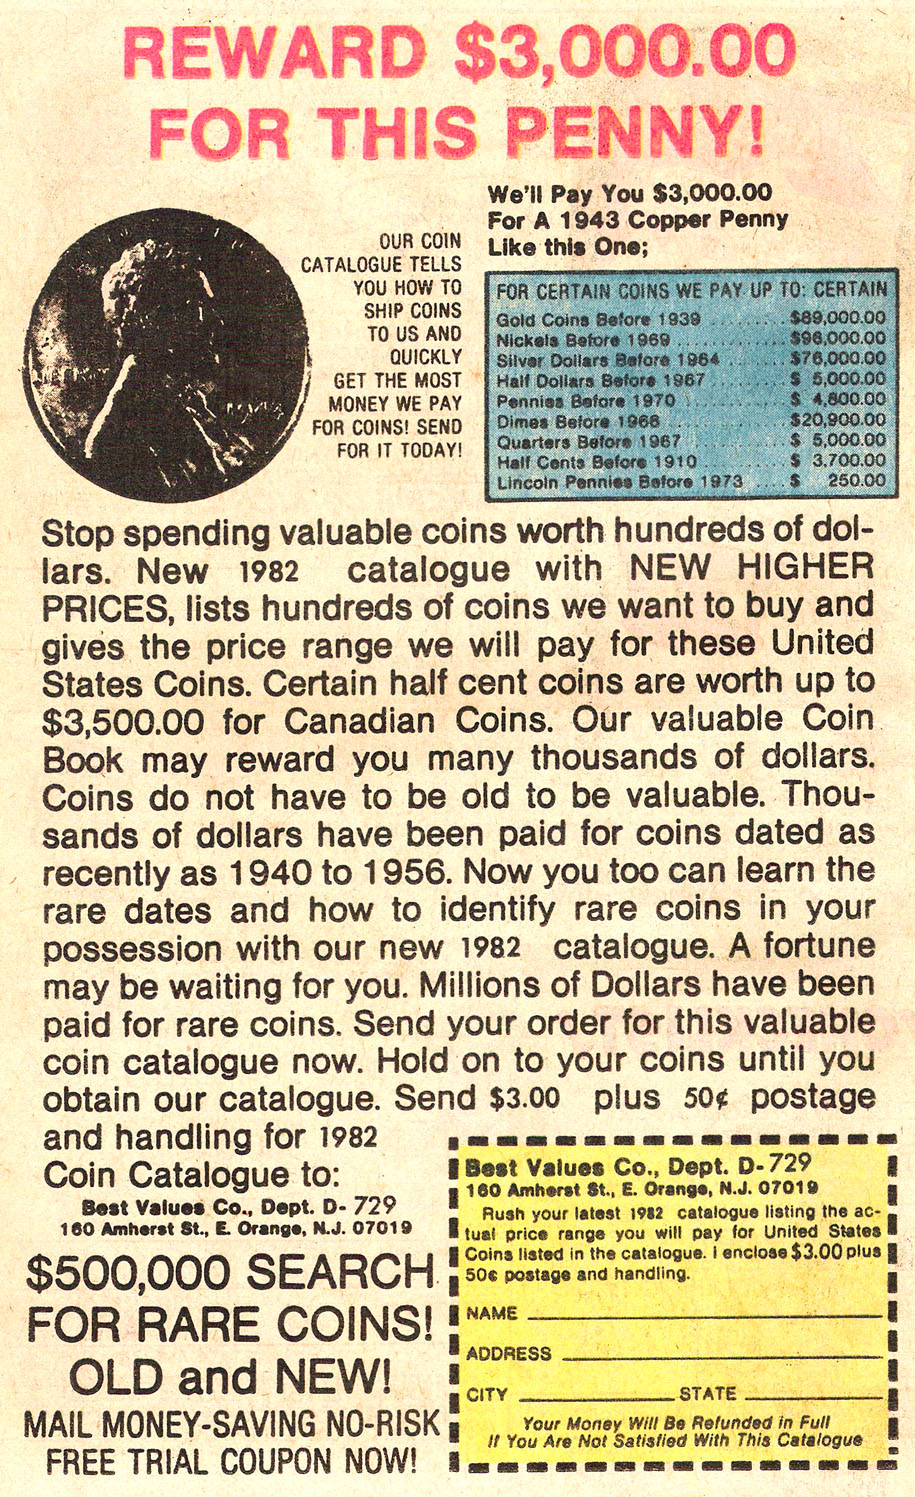 REWARD $3,000.00
FOR THIS PENNY!
We'll Pay You $3,000.00
For A 1943 Copper Penny
Like this One;
OUR COIN
CATALOGUE TELLS
YOU HOW TO
SHIP COINS
TO US AND
QUICKLY
GET THE MOST
MONEY WE PAY
FOR COINS! SEND
FOR IT TODAY!
FOR CERTAIN COINS WE PAY UP TO: CERTAIN
Gold Coins Before 1939 .......... $89,000.00
Nickels Before 1969 .............. $96,000.00
Silver Dollars Before 1964 ....... $76,000.00
Half Dollars Before 1967 ......... $ 5,000.00
Pennies Before 1970 ............. $ 4,800.00
Dimes Before 1966 .............. $20,900.00
Quarters Before 1967 ........... $ 5,000.00
Half Cents Before 1910 .......... $ 3.700.00
Lincoln Pennies Before 1973 .... $ 250.00
Stop spending valuable coins worth hundreds of dol-
lars. New 1982 catalogue with NEW HIGHER
PRICES, lists hundreds of coins we want to buy and
gives the price range we will pay for these United
States Coins. Certain half cent coins are worth up to
$3,500.00 for Canadian Coins. Our valuable Coin
Book may reward you many thousands of dollars.
Coins do not have to be old to be valuable. Thou-
sands of dollars have been paid for coins dated as
recently as 1940 to 1956. Now you too can learn the
rare dates and how to identify rare coins in your
possession with our new 1982 catalogue. A fortune
may be waiting for you. Millions of Dollars have been
paid for rare coins. Send your order for this valuable
coin catalogue now. Hold on to your coins until you
obtain our catalogue. Send $3.00 plus 50¢ postage
and handling for 1982
Coin Catalogue to:
Best Values Co., Dept. D- 729
160 Amherst St., E. Orange, N.J. 07019
$500,000 SEARCH
FOR RARE COINS!
OLD and NEW!
MAIL MONEY-SAVING NO-RISK
FREE TRIAL COUPON NOW!
Best Values Co., Dept. D- 729
160 Amherst St., E. Orange, N.J. 07019
Rush your latest 1982 catalogue listing the ac-
tual price range you will pay for United States
Coins listed in the catalogue. I enclose $3.00 plus
50¢ postage and handling.
NAME
ADDRESS
CITY STATE
Your Money Will Be Refunded in Full
If You Are Not Satisfied With This Catalogue